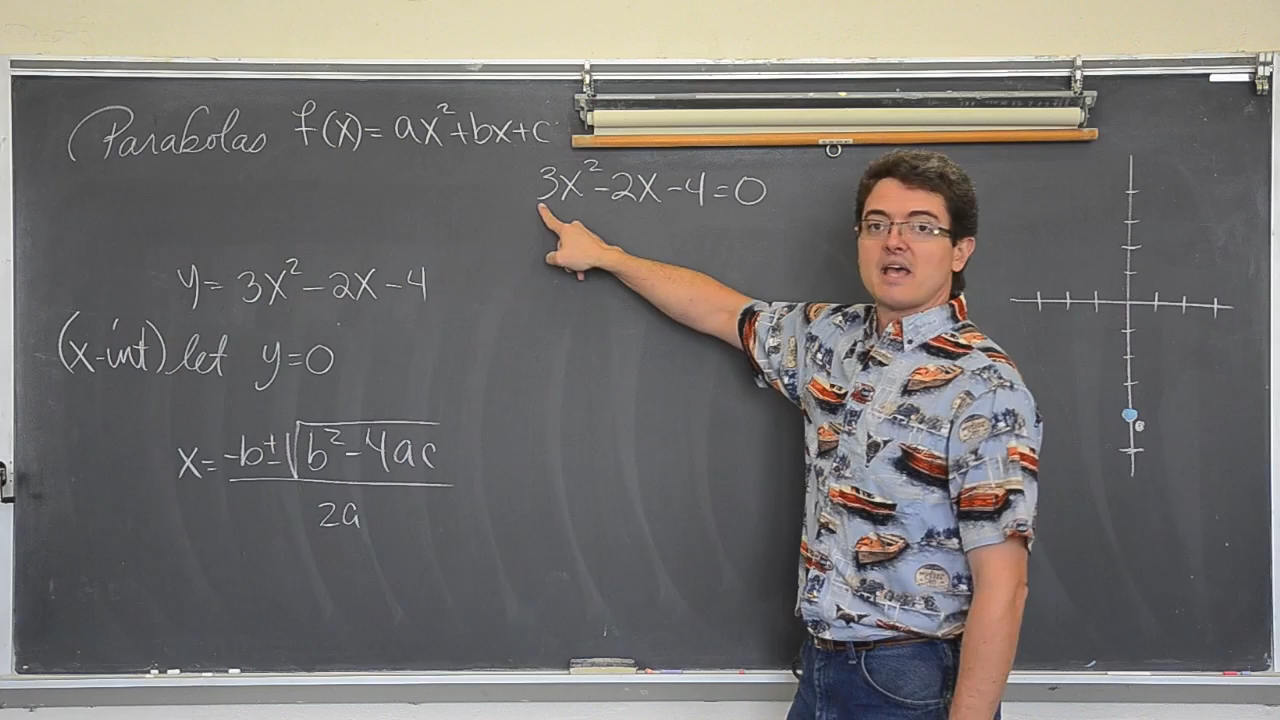 Parabolas f(x)=ax²+bx+c
3x²-2x-4=0
y=3x²-2x-4
(x-int) let y=0
x=-b±√b²-4ac
2a